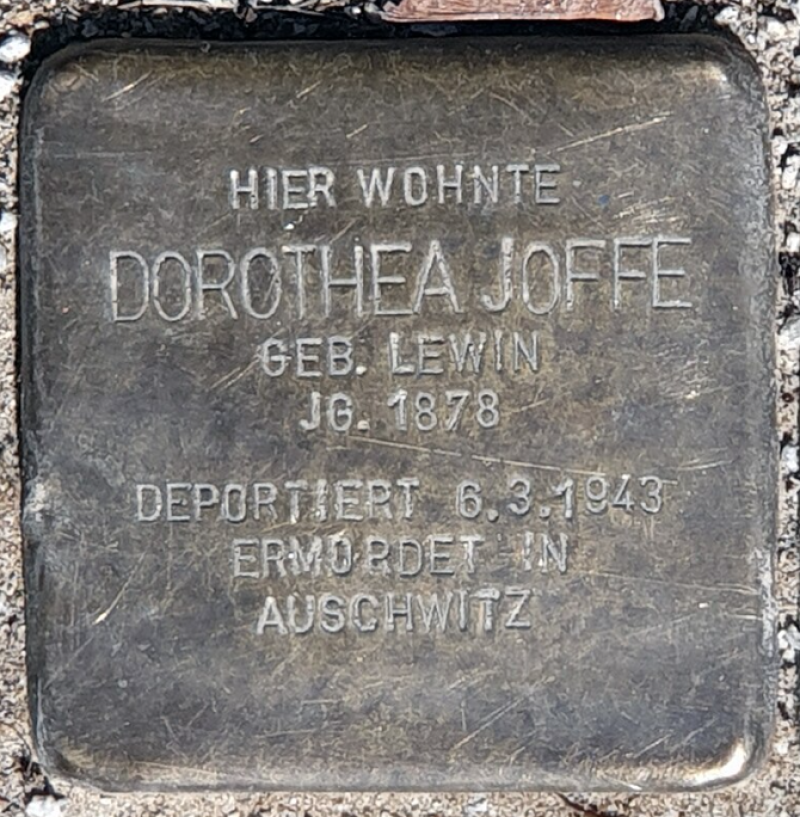 HIER WOHNTE
DOROTHEA JOFFE
GEB. LEWIN
JG. 1878
DEPORTIERT 6.3.1943
ERMORDET IN
AUSCHWITZ